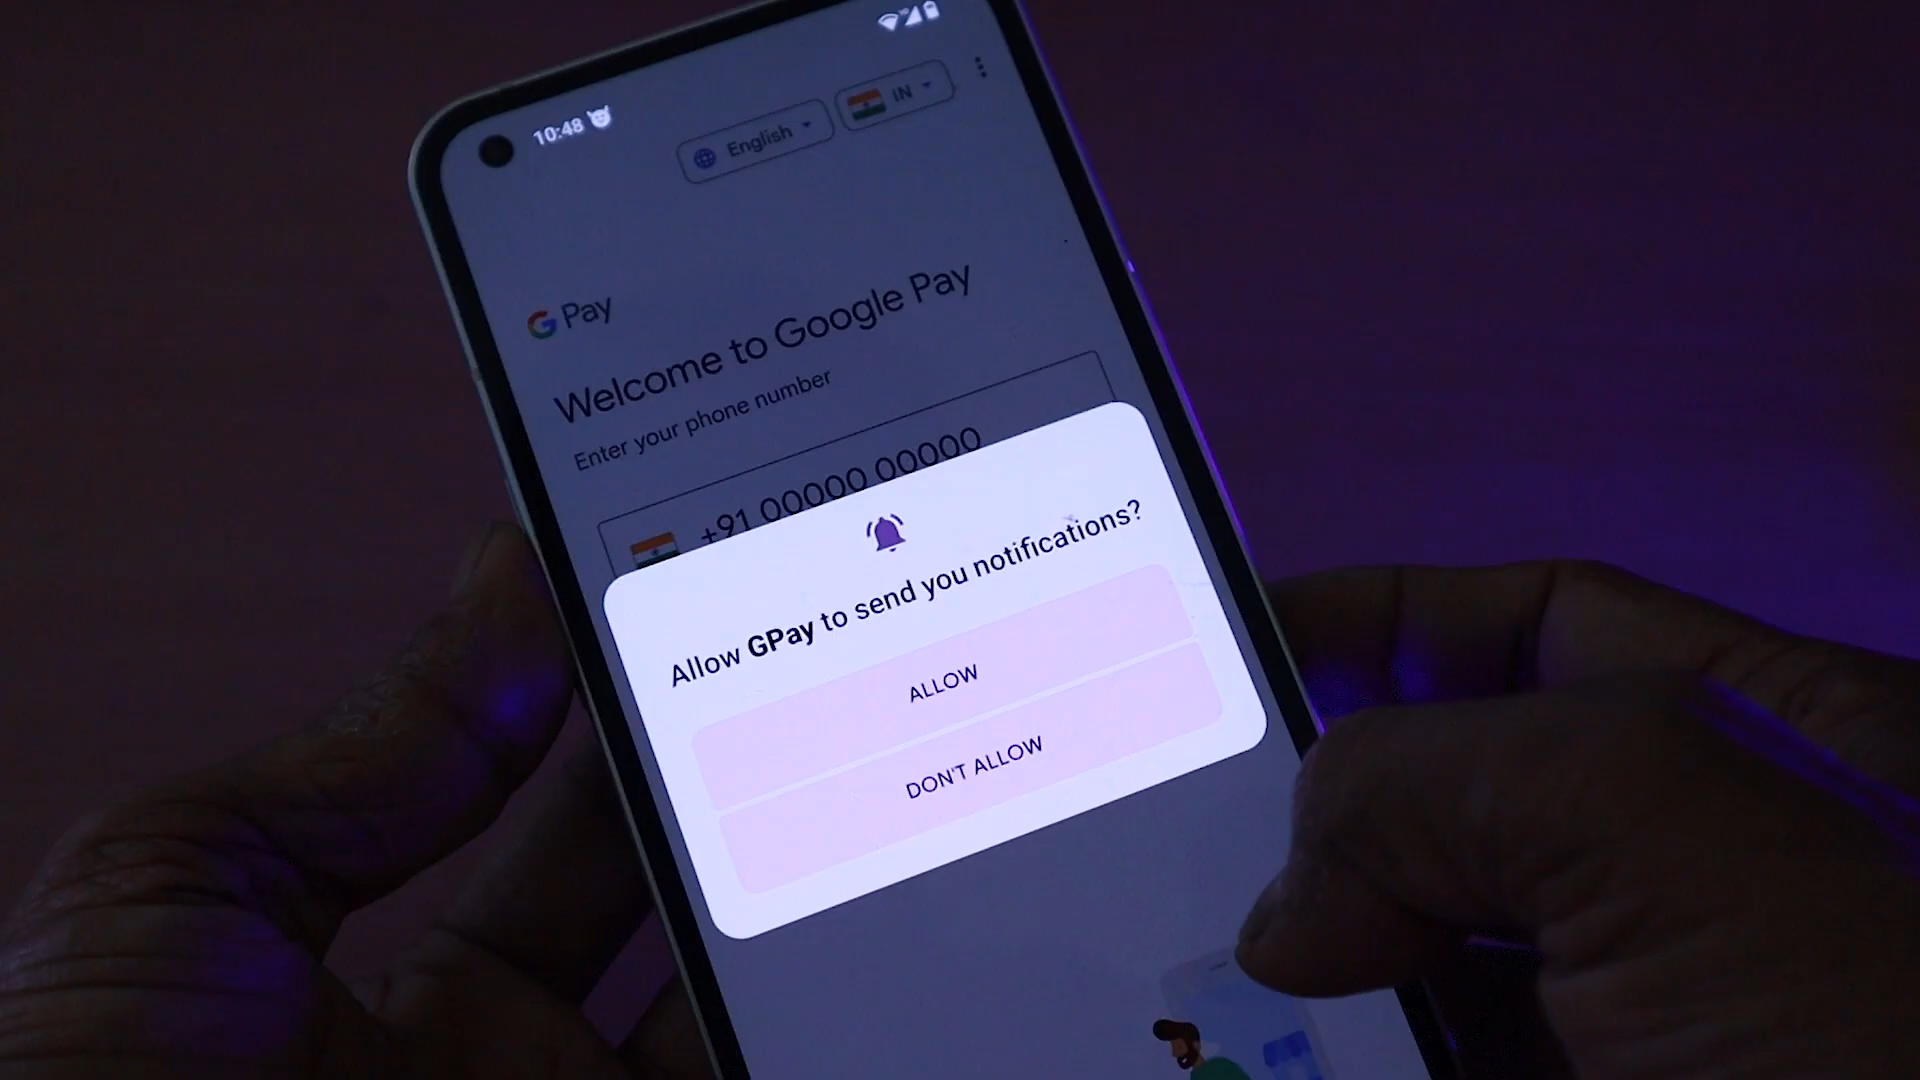 10:48
English
IN
G Pay
Welcome to Google Pay
Enter your phone number
+91 00000 00000
Allow GPay to send you notifications?
ALLOW
DON'T ALLOW